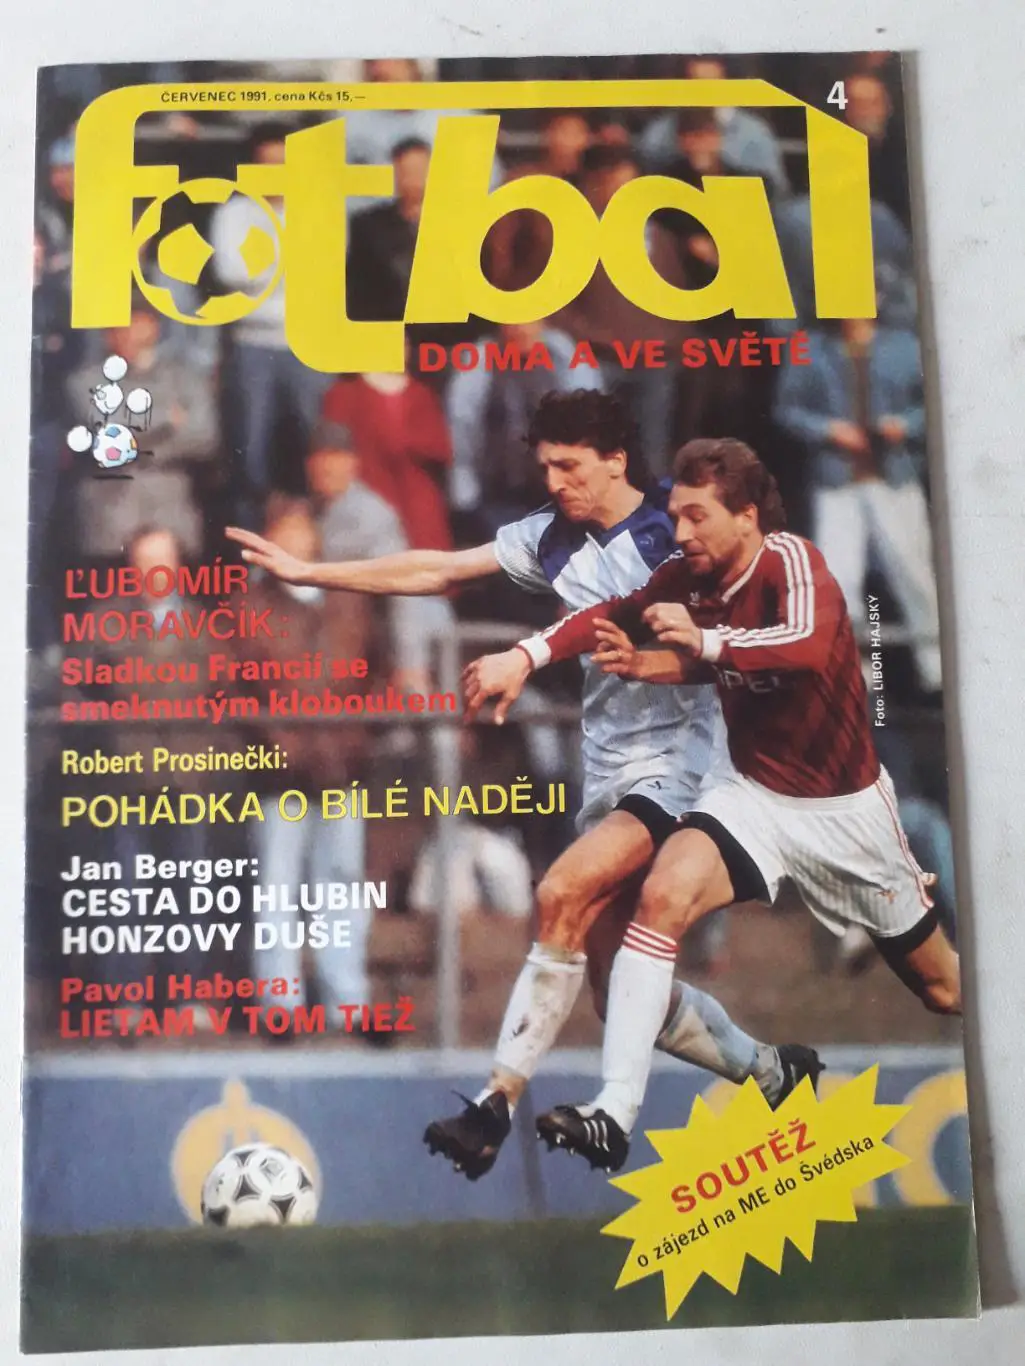 ČERVENEC 1991, cena Kčs 15,—
4
fotbal
DOMA A VE SVĚTĚ
ĽUBOMÍR
MORAVČÍK:
Sladkou Francií se
smeknutým kloboukem
Robert Prosinečki:
POHÁDKA O BÍLÉ NADĚJI
Jan Berger:
CESTA DO HLUBIN
HONZOVY DUŠE
Pavol Habera:
LIETAM V TOM TIEŽ
Foto: LIBOR HAJSKÝ
SOUTĚŽ
o zájezd na ME do Švédska